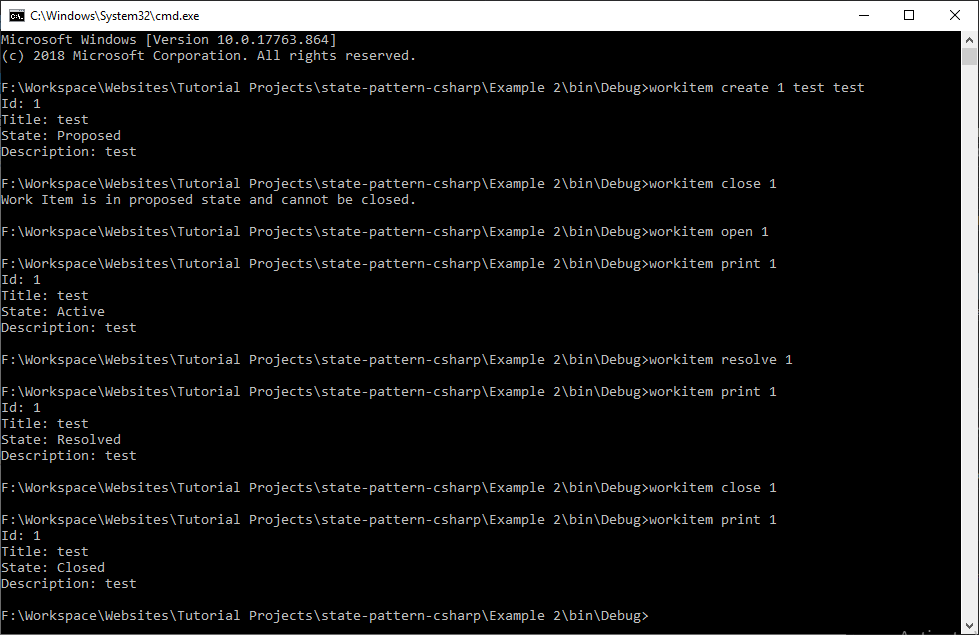 C:\Windows\System32\cmd.exe
Microsoft Windows [Version 10.0.17763.864]
(c) 2018 Microsoft Corporation. All rights reserved.
F:\Workspace\Websites\Tutorial Projects\state-pattern-csharp\Example 2\bin\Debug>workitem create 1 test test
Id: 1
Title: test
State: Proposed
Description: test
F:\Workspace\Websites\Tutorial Projects\state-pattern-csharp\Example 2\bin\Debug>workitem close 1
Work Item is in proposed state and cannot be closed.
F:\Workspace\Websites\Tutorial Projects\state-pattern-csharp\Example 2\bin\Debug>workitem open 1
F:\Workspace\Websites\Tutorial Projects\state-pattern-csharp\Example 2\bin\Debug>workitem print 1
Id: 1
Title: test
State: Active
Description: test
F:\Workspace\Websites\Tutorial Projects\state-pattern-csharp\Example 2\bin\Debug>workitem resolve 1
F:\Workspace\Websites\Tutorial Projects\state-pattern-csharp\Example 2\bin\Debug>workitem print 1
Id: 1
Title: test
State: Resolved
Description: test
F:\Workspace\Websites\Tutorial Projects\state-pattern-csharp\Example 2\bin\Debug>workitem close 1
F:\Workspace\Websites\Tutorial Projects\state-pattern-csharp\Example 2\bin\Debug>workitem print 1
Id: 1
Title: test
State: Closed
Description: test
F:\Workspace\Websites\Tutorial Projects\state-pattern-csharp\Example 2\bin\Debug>